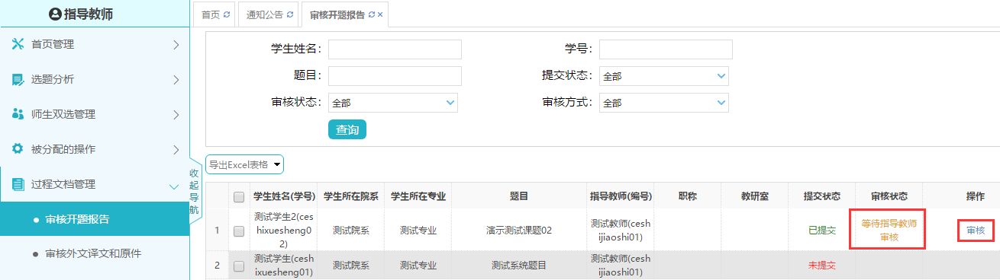 指导教师
首页管理
选题分析
师生双选管理
被分配的操作
过程文档管理
审核开题报告
审核外文译文和原件
收起导航
首页 通知公告 审核开题报告
学生姓名： 学号：
题目： 提交状态： 全部
审核状态： 全部 审核方式： 全部
查询
导出Excel表格
学生姓名(学号) 学生所在院系 学生所在专业 题目 指导教师(编号) 职称 教研室 提交状态 审核状态 操作
1 测试学生2(ceshixuesheng02) 测试院系 测试专业 演示测试课题02 测试教师(ceshijiaoshi01) 已提交 等待指导教师审核 审核
2 测试学生(ceshixuesheng01) 测试院系 测试专业 测试系统题目 测试教师(ceshijiaoshi01) 未提交